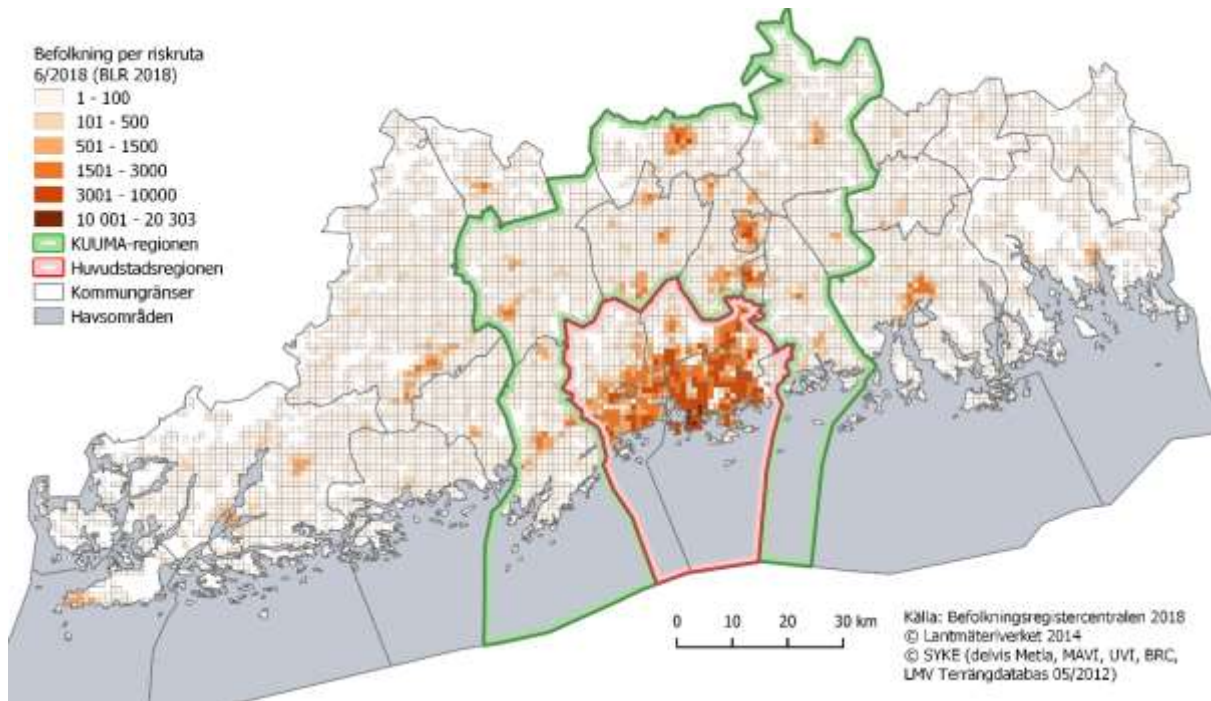 Befolkning per riskruta
6/2018 (BLR 2018)
1 - 100
101 - 500
501 - 1500
1501 - 3000
3001 - 10000
10 001 - 20 303
KUUMA-regionen
Huvudstadsregionen
Kommungränser
Havsområden
0 10 20 30 km
Källa: Befolkningsregistercentralen 2018
© Lantmäteriverket 2014
© SYKE (delvis Metla, MAVI, UVI, BRC,
LMV Terrängdatabas 05/2012)